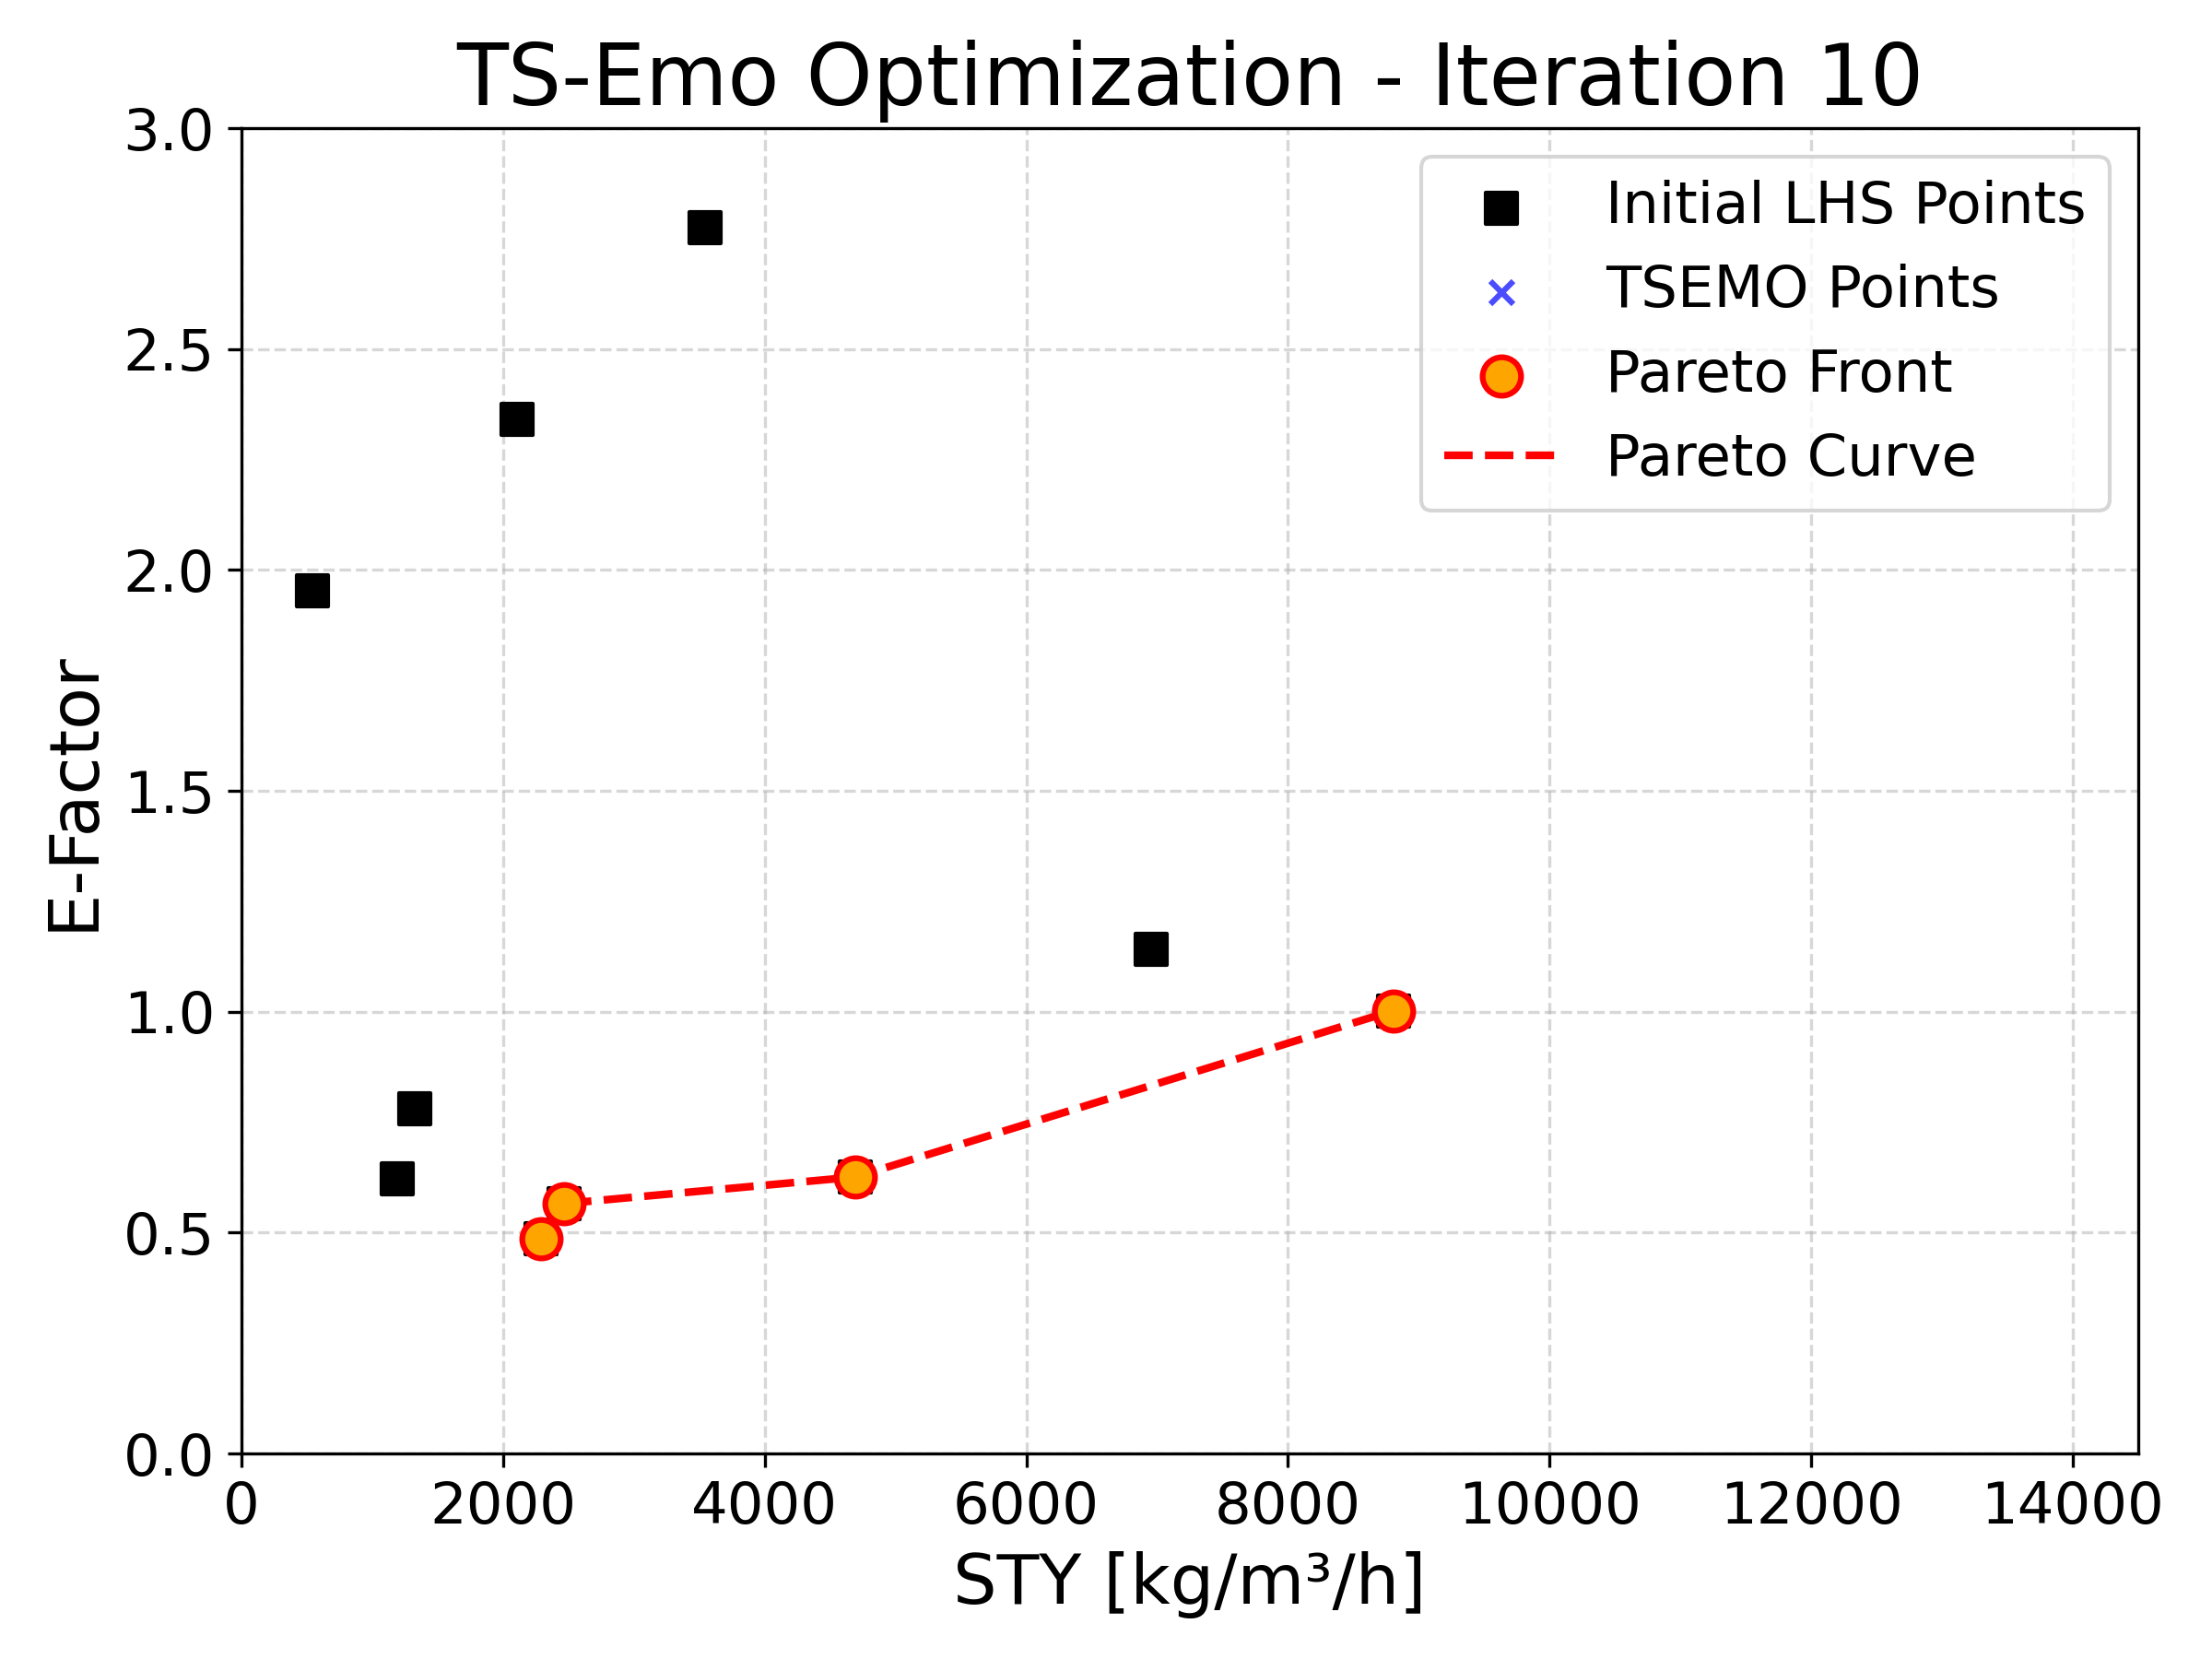 TS-Emo Optimization - Iteration 10
3.0
2.5
2.0
1.5
1.0
0.5
0.0
E-Factor
Initial LHS Points
TSEMO Points
Pareto Front
Pareto Curve
0 2000 4000 6000 8000 10000 12000 14000
STY [kg/m³/h]